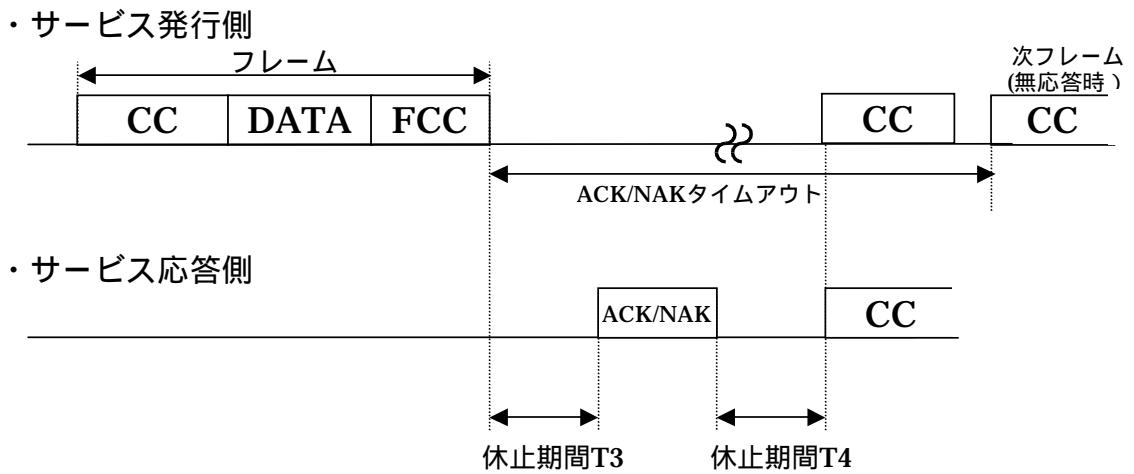 ・サービス発行側
フレーム
次フレーム
(無応答時)
CC DATA FCC CC CC
ACK/NAKタイムアウト
・サービス応答側
ACK/NAK CC
休止期間T3 休止期間T4